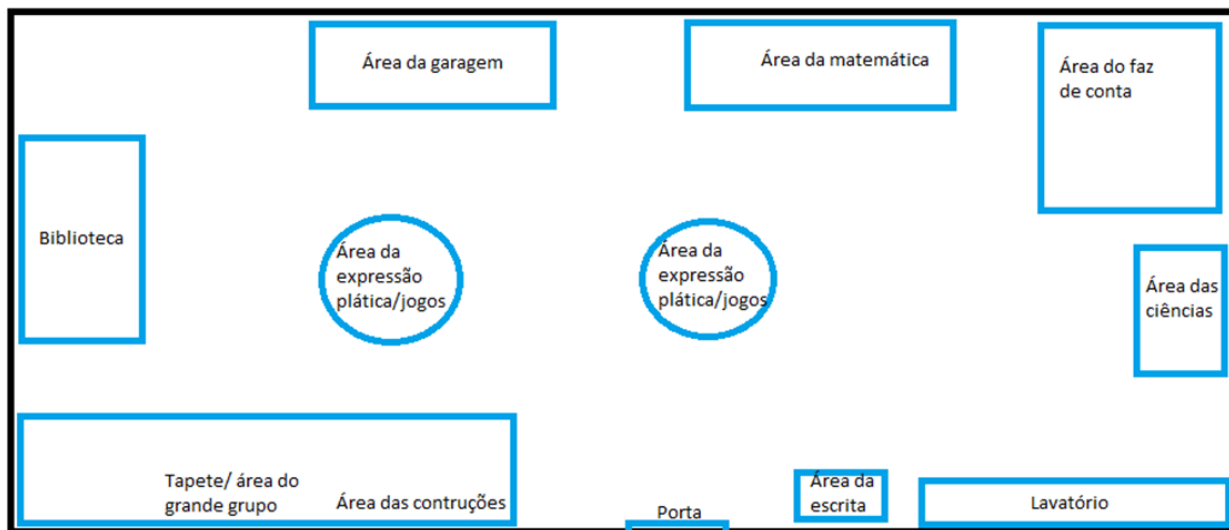 Área da garagem
Área da matemática
Área do faz
de conta
Biblioteca
Área da
expressão
plática/jogos
Área da
expressão
plática/jogos
Área das
ciências
Tapete/ área do
grande grupo
Área das contruções
Porta
Área da
escrita
Lavatório